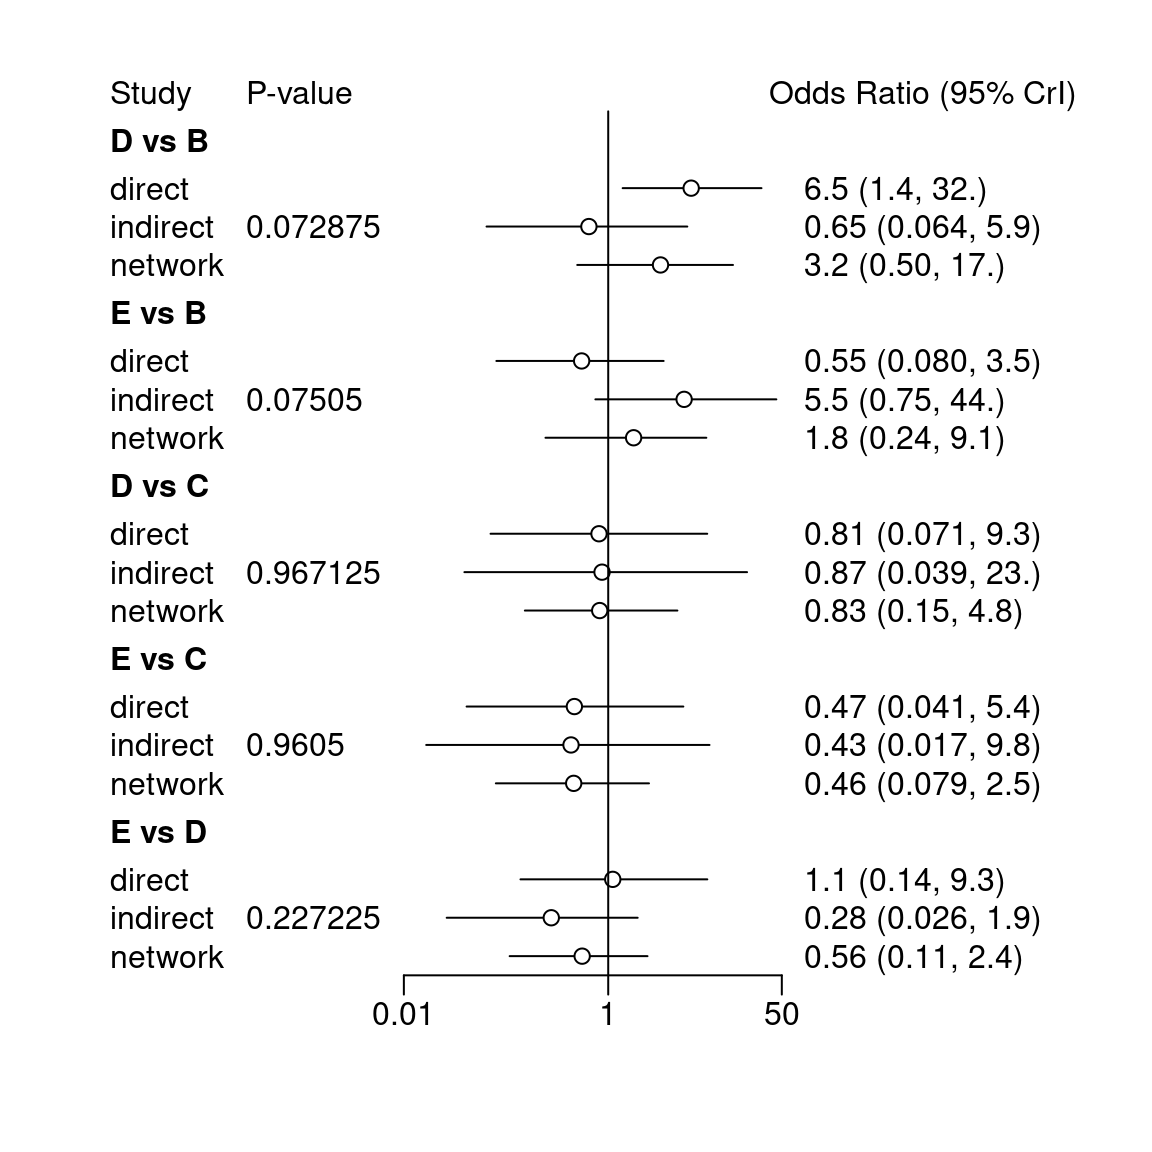 Study P-value Odds Ratio (95% CrI)
D vs B
direct 6.5 (1.4, 32.)
indirect 0.072875 0.65 (0.064, 5.9)
network 3.2 (0.50, 17.)
E vs B
direct 0.55 (0.080, 3.5)
indirect 0.07505 5.5 (0.75, 44.)
network 1.8 (0.24, 9.1)
D vs C
direct 0.81 (0.071, 9.3)
indirect 0.967125 0.87 (0.039, 23.)
network 0.83 (0.15, 4.8)
E vs C
direct 0.47 (0.041, 5.4)
indirect 0.9605 0.43 (0.017, 9.8)
network 0.46 (0.079, 2.5)
E vs D
direct 1.1 (0.14, 9.3)
indirect 0.227225 0.28 (0.026, 1.9)
network 0.56 (0.11, 2.4)
0.01 1 50